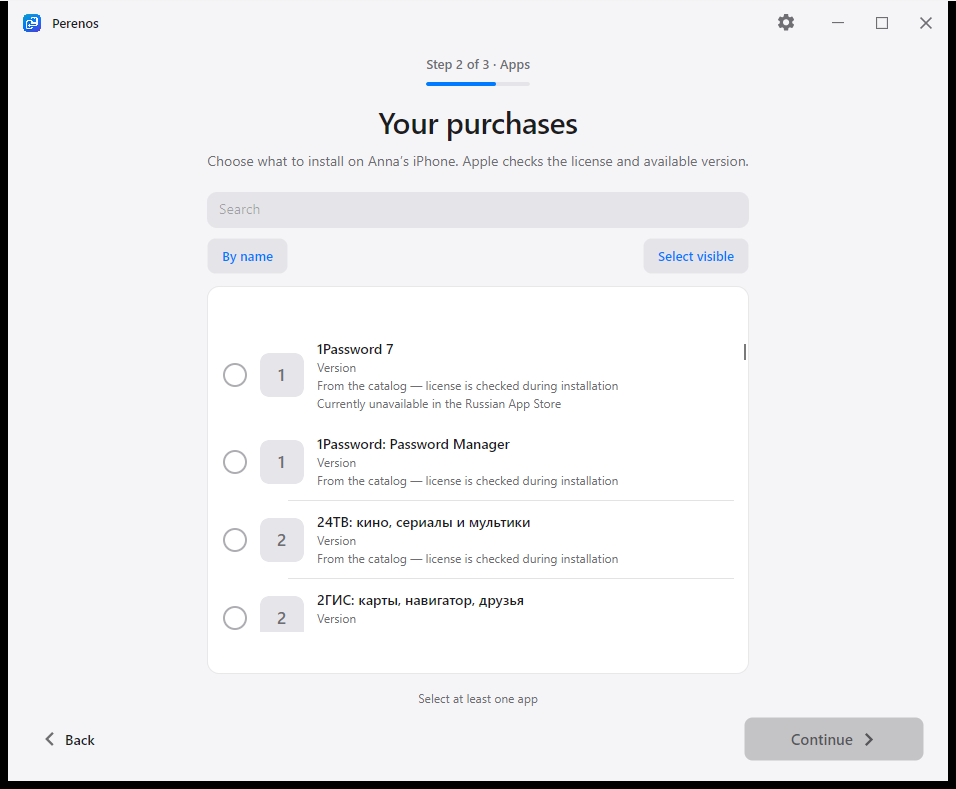 Perenos
Step 2 of 3 · Apps
Your purchases
Choose what to install on Anna’s iPhone. Apple checks the license and available version.
Search
By name
Select visible
1Password 7
1
Version
From the catalog — license is checked during installation
Currently unavailable in the Russian App Store
1Password: Password Manager
1
Version
From the catalog — license is checked during installation
24ТВ: кино, сериалы и мультики
2
Version
From the catalog — license is checked during installation
2ГИС: карты, навигатор, друзья
2
Version
Select at least one app
Back
Continue